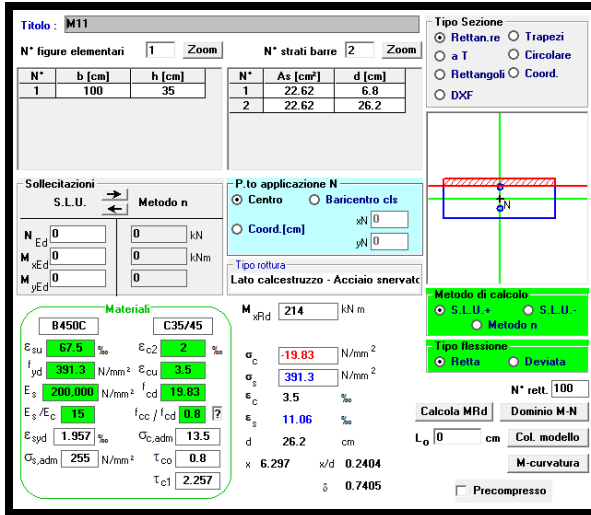 Titolo : M11
N° figure elementari 1 Zoom N° strati barre 2 Zoom
N° b [cm] h [cm]
1 100 35
N° As [cm²] d [cm]
1 22.62 6.8
2 22.62 26.2
Tipo Sezione
Rettan.re Trapezi
a T Circolare
Rettangoli Coord.
DXF
Sollecitazioni
S.L.U. Metodo n
N Ed 0 0 kN
M xEd 0 0 kNm
M yEd 0 0
P.to applicazione N
Centro Baricentro cls
Coord.[cm] xN 0
yN 0
Tipo rottura
Lato calcestruzzo - Acciaio snervato
N
Metodo di calcolo
S.L.U.+ S.L.U.-
Metodo n
Tipo flessione
Retta Deviata
Materiali
B450C C35/45
εsu 67.5 ‰ εc2 2 ‰
fyd 391.3 N/mm² εcu 3.5
Es 200,000 N/mm² fcd 19.83
Es /Ec 15 fcc / fcd 0.8 ?
εsyd 1.957 ‰ σc,adm 13.5
σs,adm 255 N/mm² τco 0.8
τc1 2.257
M xRd 214 kN m
σc -19.83 N/mm²
σs 391.3 N/mm²
εc 3.5 ‰
εs 11.06 ‰
d 26.2 cm
x 6.297 x/d 0.2404
δ 0.7405
N° rett. 100
Calcola MRd Dominio M-N
Lo 0 cm Col. modello
M-curvatura
Precompresso